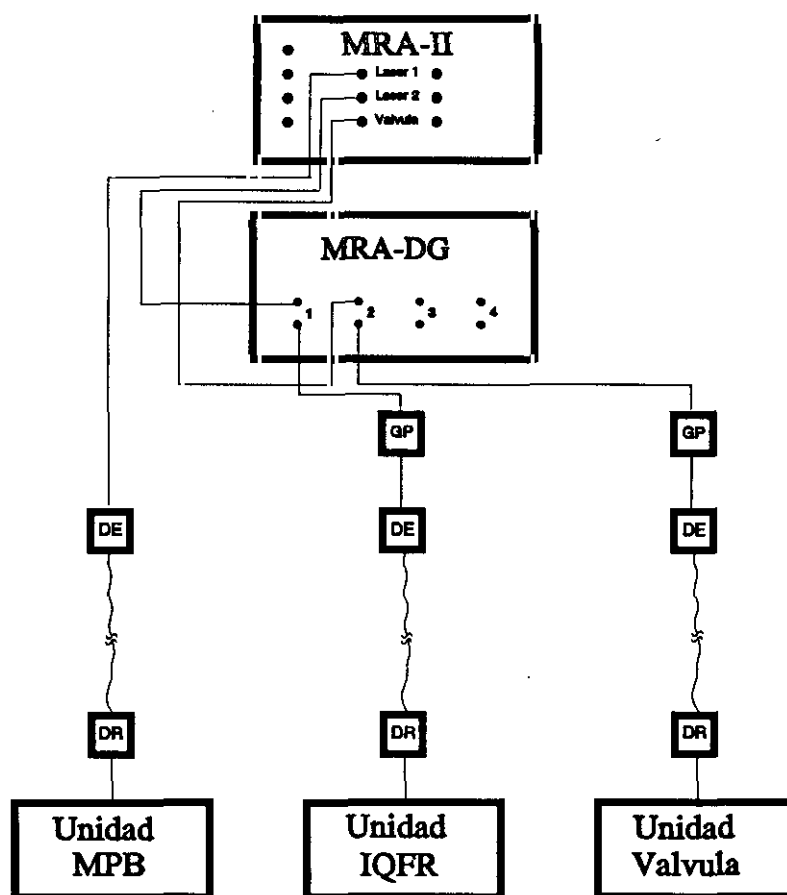 MRA-II
Laser 1
Laser 2
Valvula
MRA-DG
1 2 3 4
GP GP
DE DE DE
DR DR DR
Unidad MPB
Unidad IQFR
Unidad Valvula